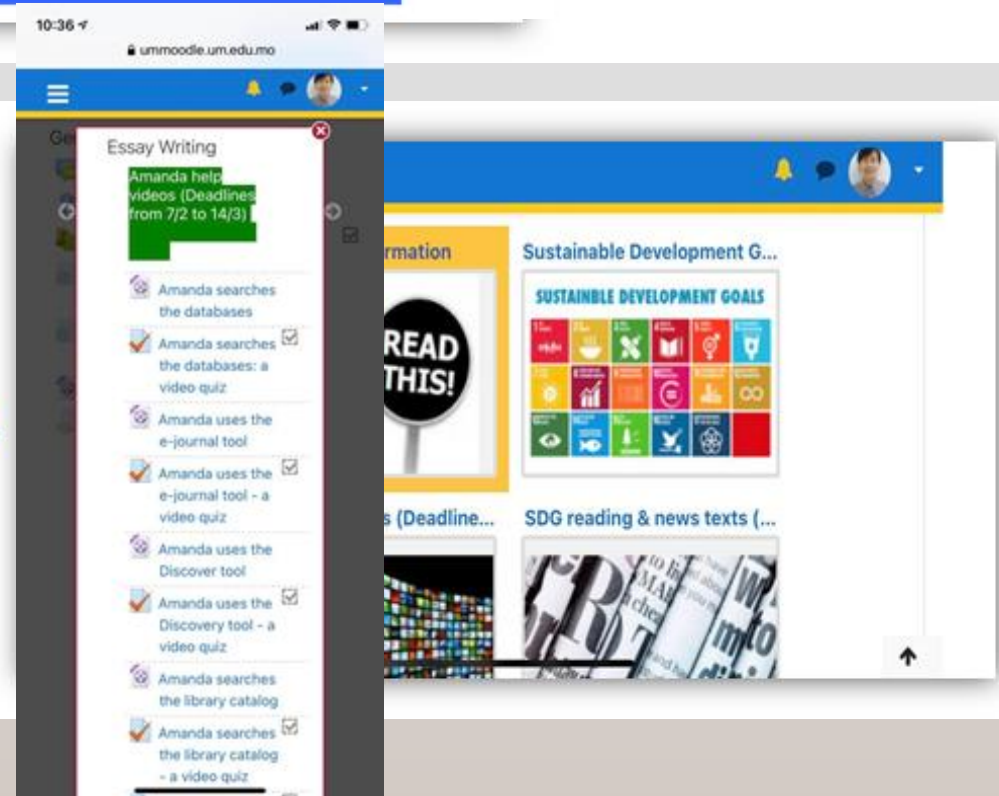 10:36
ummoodle.um.edu.mo
Essay Writing
Amanda help
videos (Deadlines
from 7/2 to 14/3)
Amanda searches
the databases
Amanda searches
the databases: a
video quiz
Amanda uses the
e-journal tool
Amanda uses the
e-journal tool - a
video quiz
Amanda uses the
Discover tool
Amanda uses the
Discovery tool - a
video quiz
Amanda searches
the library catalog
Amanda searches
the library catalog
- a video quiz
rmation
READ
THIS!
Sustainable Development G...
SUSTAINBLE DEVELOPMENT GOALS
s (Deadline...
SDG reading & news texts (...